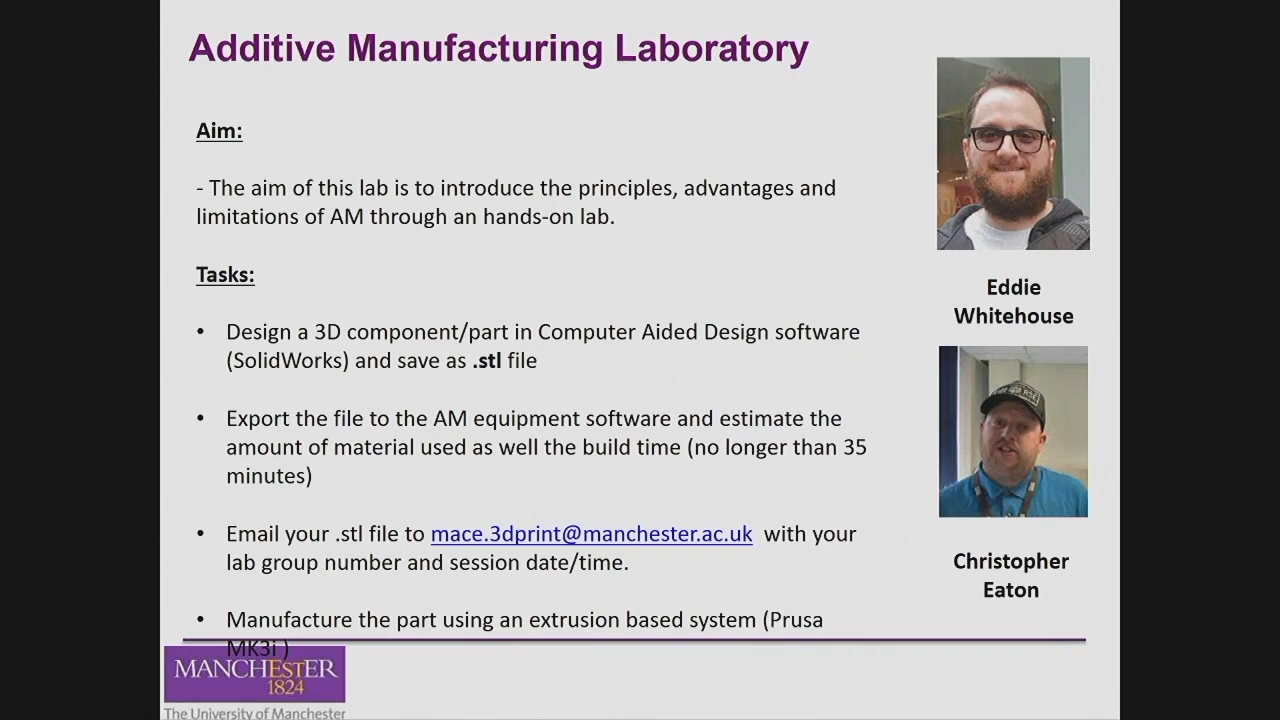 Additive Manufacturing Laboratory
Aim:
- The aim of this lab is to introduce the principles, advantages and
limitations of AM through an hands-on lab.
Tasks:
• Design a 3D component/part in Computer Aided Design software
(SolidWorks) and save as .stl file
• Export the file to the AM equipment software and estimate the
amount of material used as well the build time (no longer than 35
minutes)
• Email your .stl file to mace.3dprint@manchester.ac.uk with your
lab group number and session date/time.
• Manufacture the part using an extrusion based system (Prusa
MK3i )
Eddie
Whitehouse
Christopher
Eaton
MANCHESTER
1824
The University of Manchester